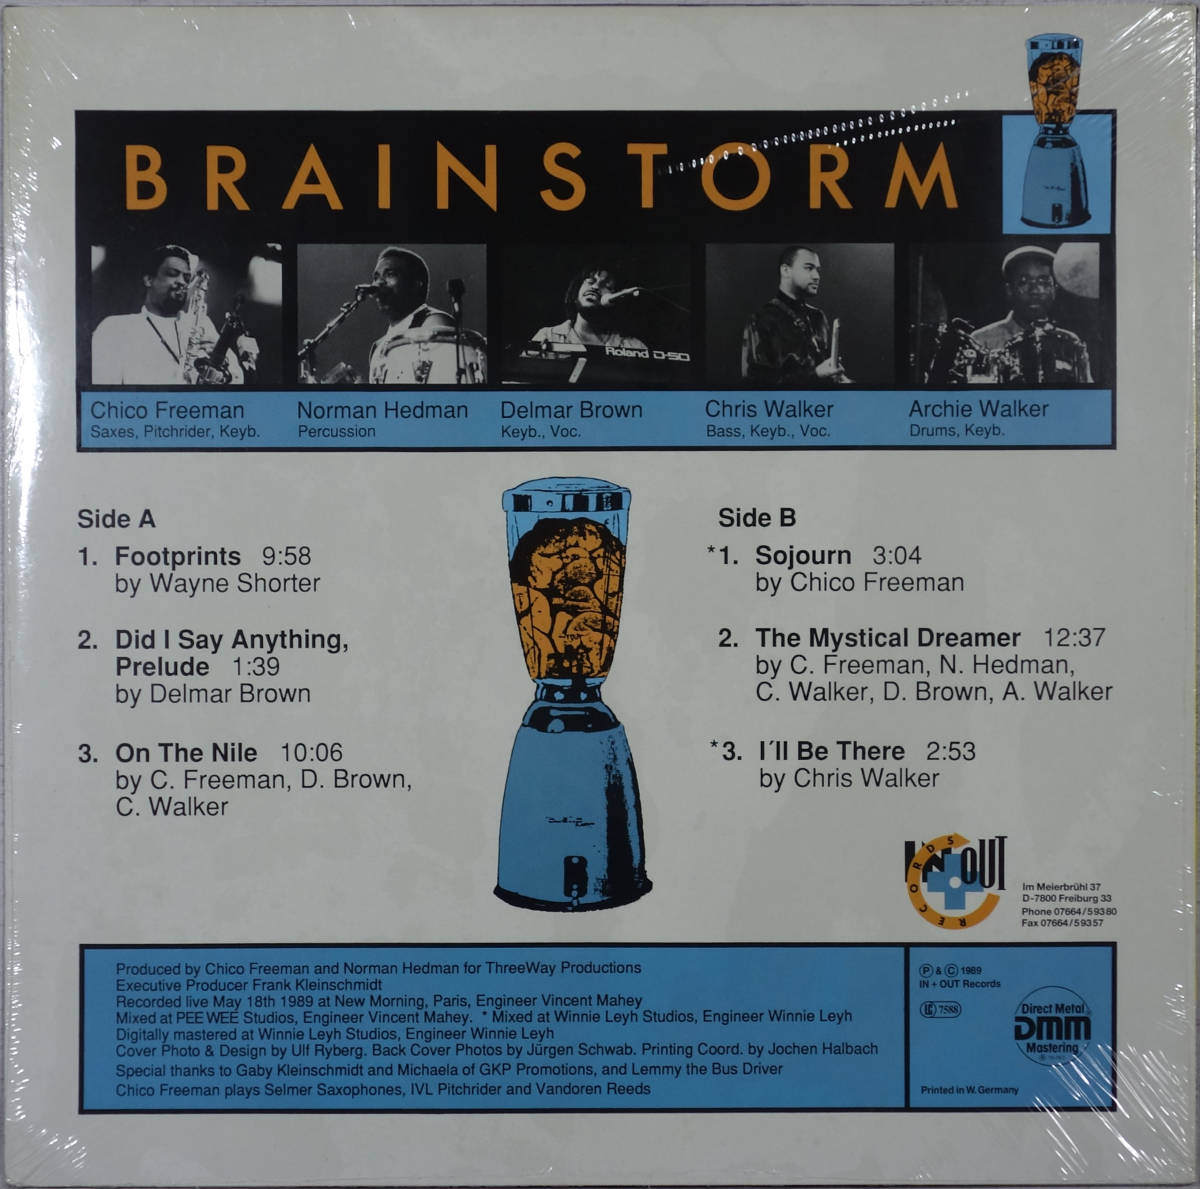 BRAINSTORM
Roland D-50
Chico Freeman
Saxes, Pitchrider, Keyb.
Norman Hedman
Percussion
Delmar Brown
Keyb., Voc.
Chris Walker
Bass, Keyb., Voc.
Archie Walker
Drums, Keyb.
Side A
1. Footprints 9:58
by Wayne Shorter
2. Did I Say Anything,
Prelude 1:39
by Delmar Brown
3. On The Nile 10:06
by C. Freeman, D. Brown,
C. Walker
Side B
*1. Sojourn 3:04
by Chico Freeman
2. The Mystical Dreamer 12:37
by C. Freeman, N. Hedman,
C. Walker, D. Brown, A. Walker
*3. I´ll Be There 2:53
by Chris Walker
IN+OUT
RECORDS
Im Meierbrühl 37
D-7800 Freiburg 33
Phone 07664/59380
Fax 07664/59357
Produced by Chico Freeman and Norman Hedman for ThreeWay Productions
Executive Producer Frank Kleinschmidt
Recorded live May 18th 1989 at New Morning, Paris, Engineer Vincent Mahey
Mixed at PEE WEE Studios, Engineer Vincent Mahey. * Mixed at Winnie Leyh Studios, Engineer Winnie Leyh
Digitally mastered at Winnie Leyh Studios, Engineer Winnie Leyh
Cover Photo & Design by Ulf Ryberg. Back Cover Photos by Jürgen Schwab. Printing Coord. by Jochen Halbach
Special thanks to Gaby Kleinschmidt and Michaela of GKP Promotions, and Lemmy the Bus Driver
Chico Freeman plays Selmer Saxophones, IVL Pitchrider and Vandoren Reeds
Ⓟ & © 1989
IN + OUT Records
LC 7588
Direct Metal
DMM
Mastering
Printed in W. Germany